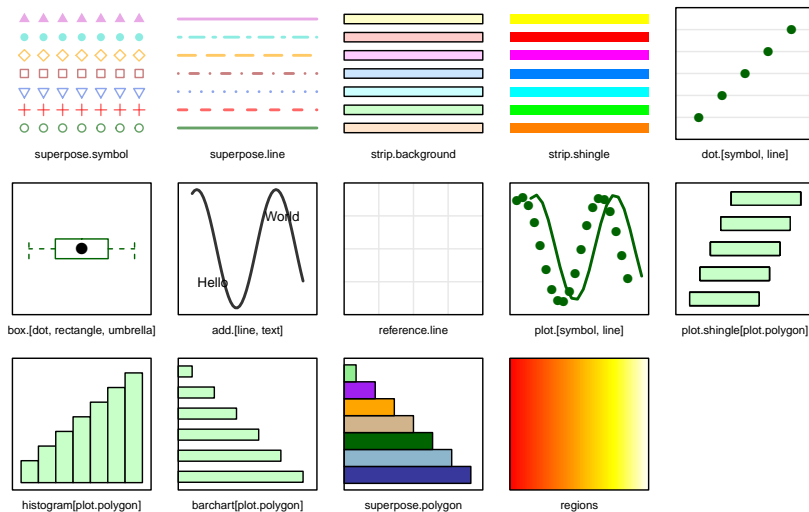 superpose.symbol
superpose.line
strip.background
strip.shingle
dot.[symbol, line]
World
Hello
box.[dot, rectangle, umbrella]
add.[line, text]
reference.line
plot.[symbol, line]
plot.shingle[plot.polygon]
histogram[plot.polygon]
barchart[plot.polygon]
superpose.polygon
regions